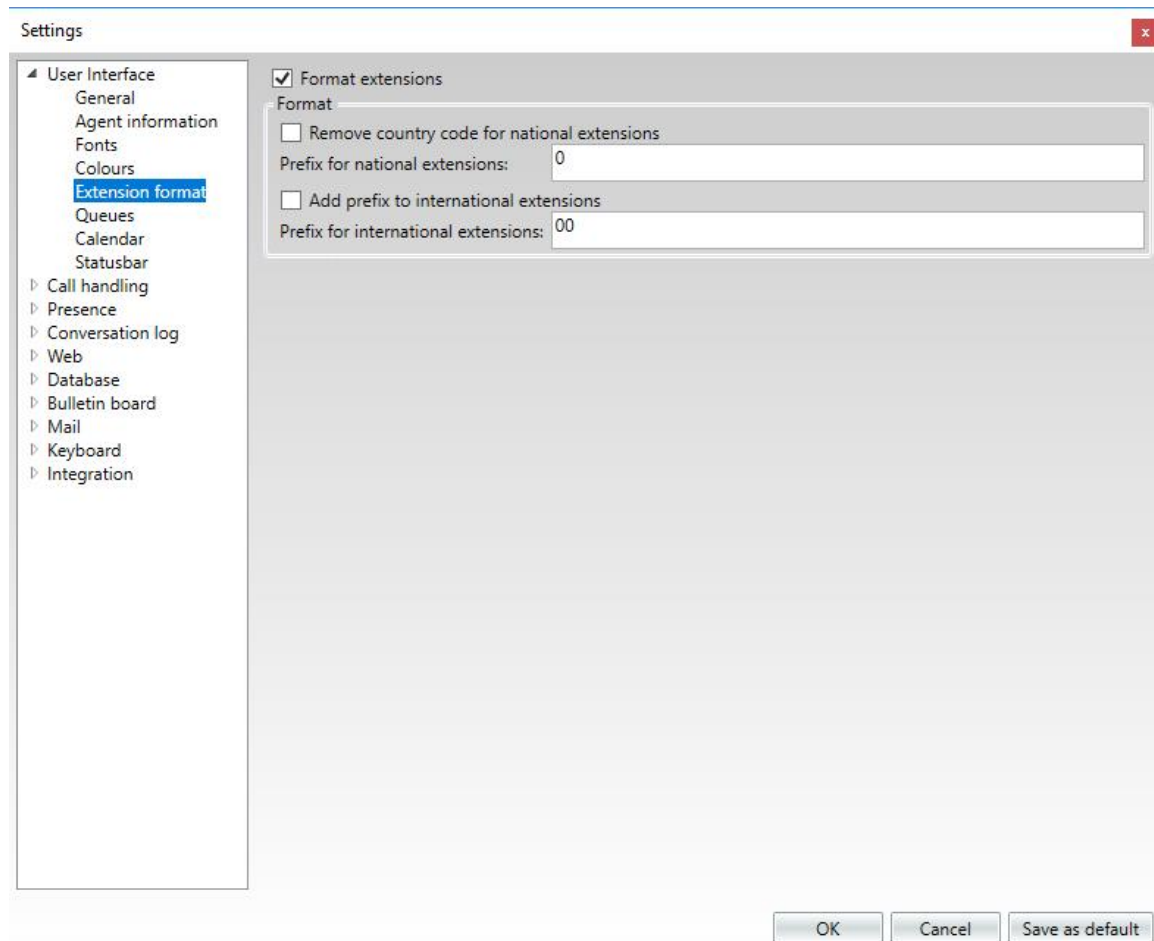 Settings
x
User Interface
General
Agent information
Fonts
Colours
Extension format
Queues
Calendar
Statusbar
Call handling
Presence
Conversation log
Web
Database
Bulletin board
Mail
Keyboard
Integration
Format extensions
Format
Remove country code for national extensions
Prefix for national extensions: 0
Add prefix to international extensions
Prefix for international extensions: 00
OK Cancel Save as default